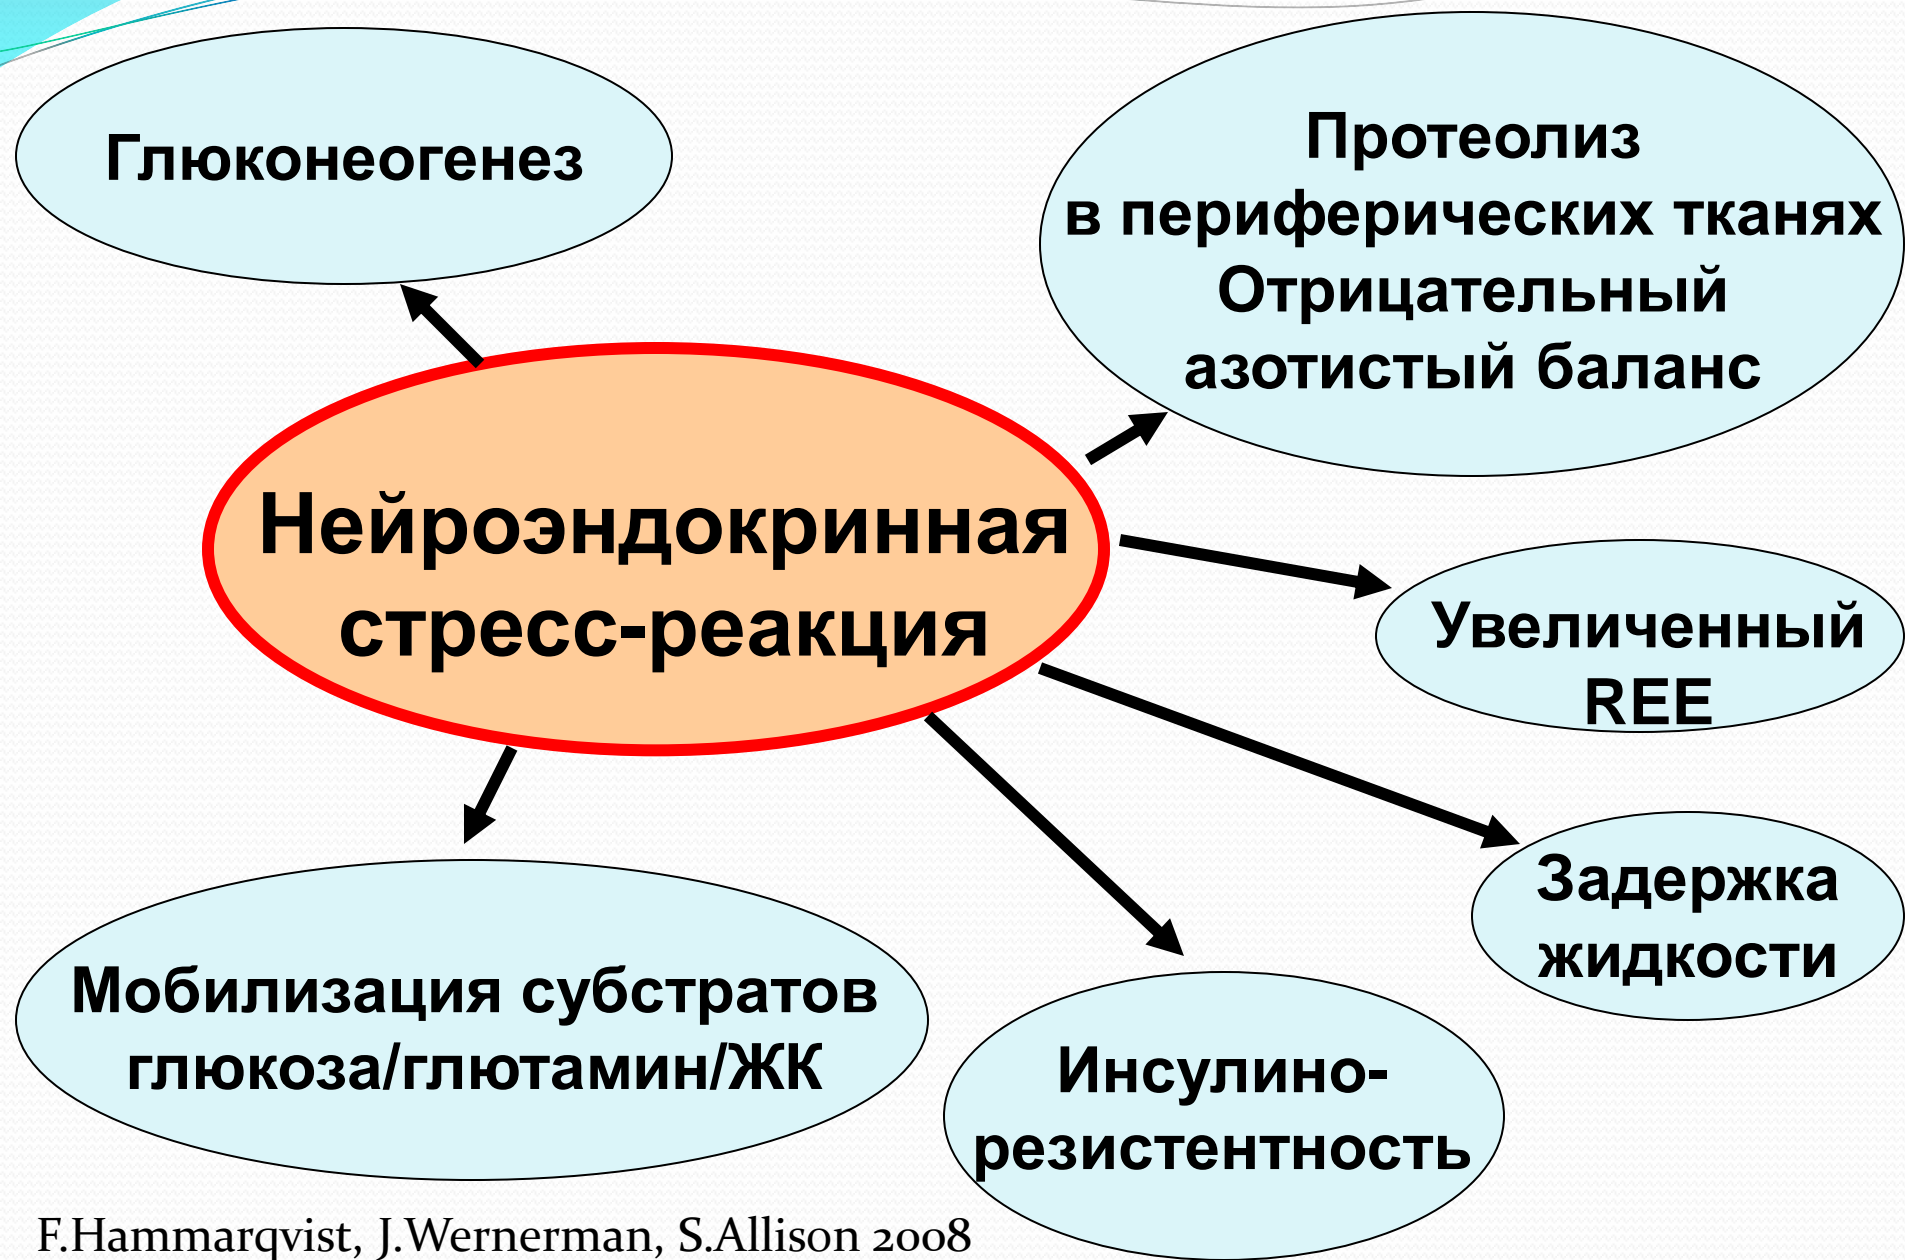 Глюконеогенез
Протеолиз
в периферических тканях
Отрицательный
азотистый баланс
Нейроэндокринная
стресс-реакция
Увеличенный
REE
Задержка
жидкости
Мобилизация субстратов
глюкоза/глютамин/ЖК
Инсулино-
резистентность
F.Hammarqvist, J.Wernerman, S.Allison 2008